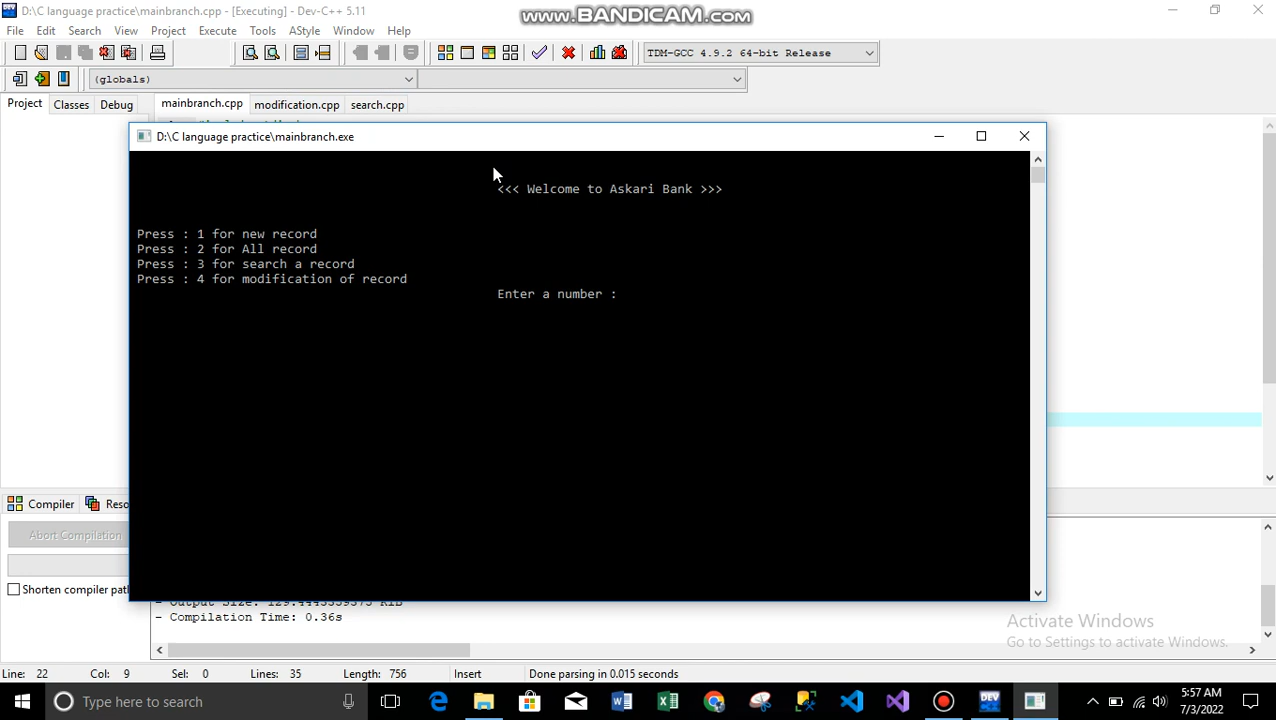 D:\C language practice\mainbranch.cpp - [Executing] - Dev-C++ 5.11
www.BANDICAM.com
File Edit Search View Project Execute Tools AStyle Window Help
TDM-GCC 4.9.2 64-bit Release
(globals)
Project Classes Debug mainbranch.cpp modification.cpp search.cpp
D:\C language practice\mainbranch.exe
<<< Welcome to Askari Bank >>>
Press : 1 for new record
Press : 2 for All record
Press : 3 for search a record
Press : 4 for modification of record
Enter a number :
Compiler Reso
Abort Compilation
Shorten compiler path
- Compilation Time: 0.36s
Activate Windows
Go to Settings to activate Windows.
Line: 22 Col: 9 Sel: 0 Lines: 35 Length: 756 Insert Done parsing in 0.015 seconds
Type here to search
5:57 AM
7/3/2022